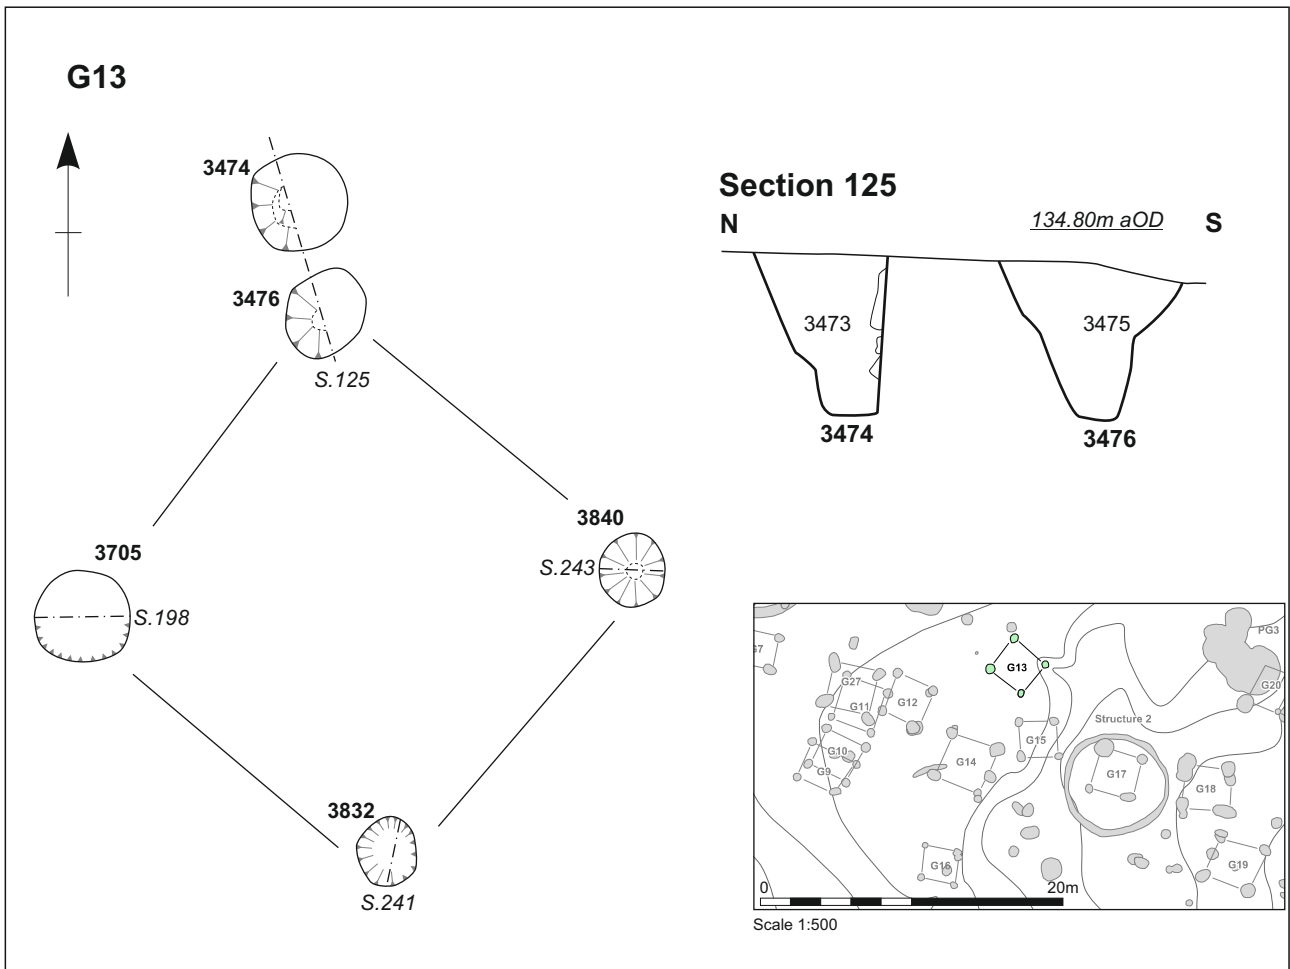 G13
3474
3476
S.125
3705
S.198
3840
S.243
3832
S.241
Section 125
N
134.80m aOD
S
3473
3475
3474
3476
G7
PG3
G13
G27
G11
G12
G20
Structure 2
G10
G15
G9
G14
G17
G18
G16
G19
0
20m
Scale 1:500